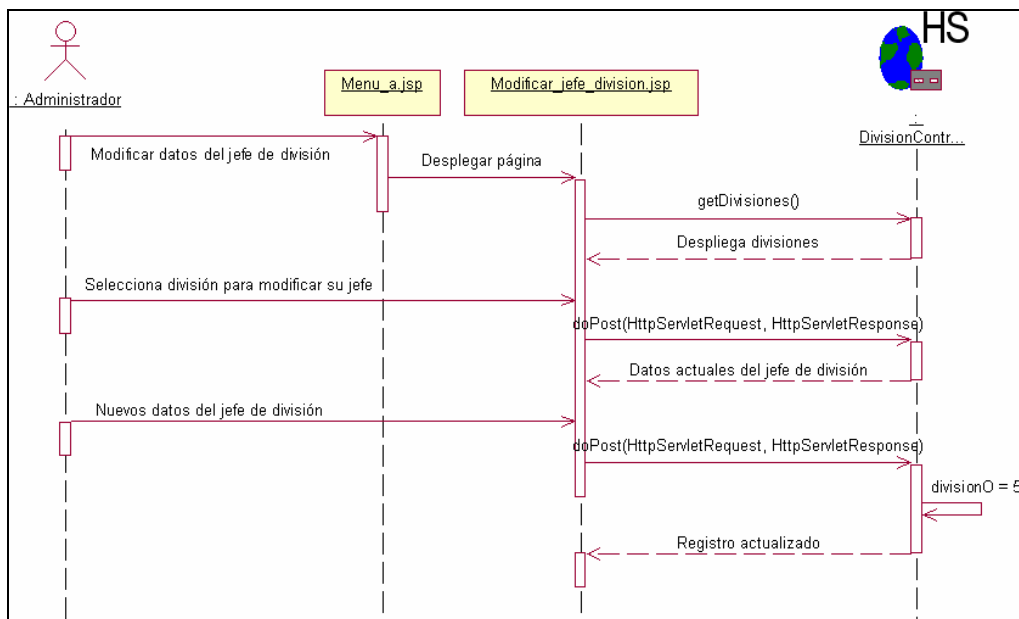 HS
: Administrador
Menu_a.jsp
Modificar_jefe_division.jsp
:
DivisionContr...
Modificar datos del jefe de división
Desplegar página
getDivisiones()
Despliega divisiones
Selecciona división para modificar su jefe
doPost(HttpServletRequest, HttpServletResponse)
Datos actuales del jefe de división
Nuevos datos del jefe de división
doPost(HttpServletRequest, HttpServletResponse)
divisionO = 5
Registro actualizado